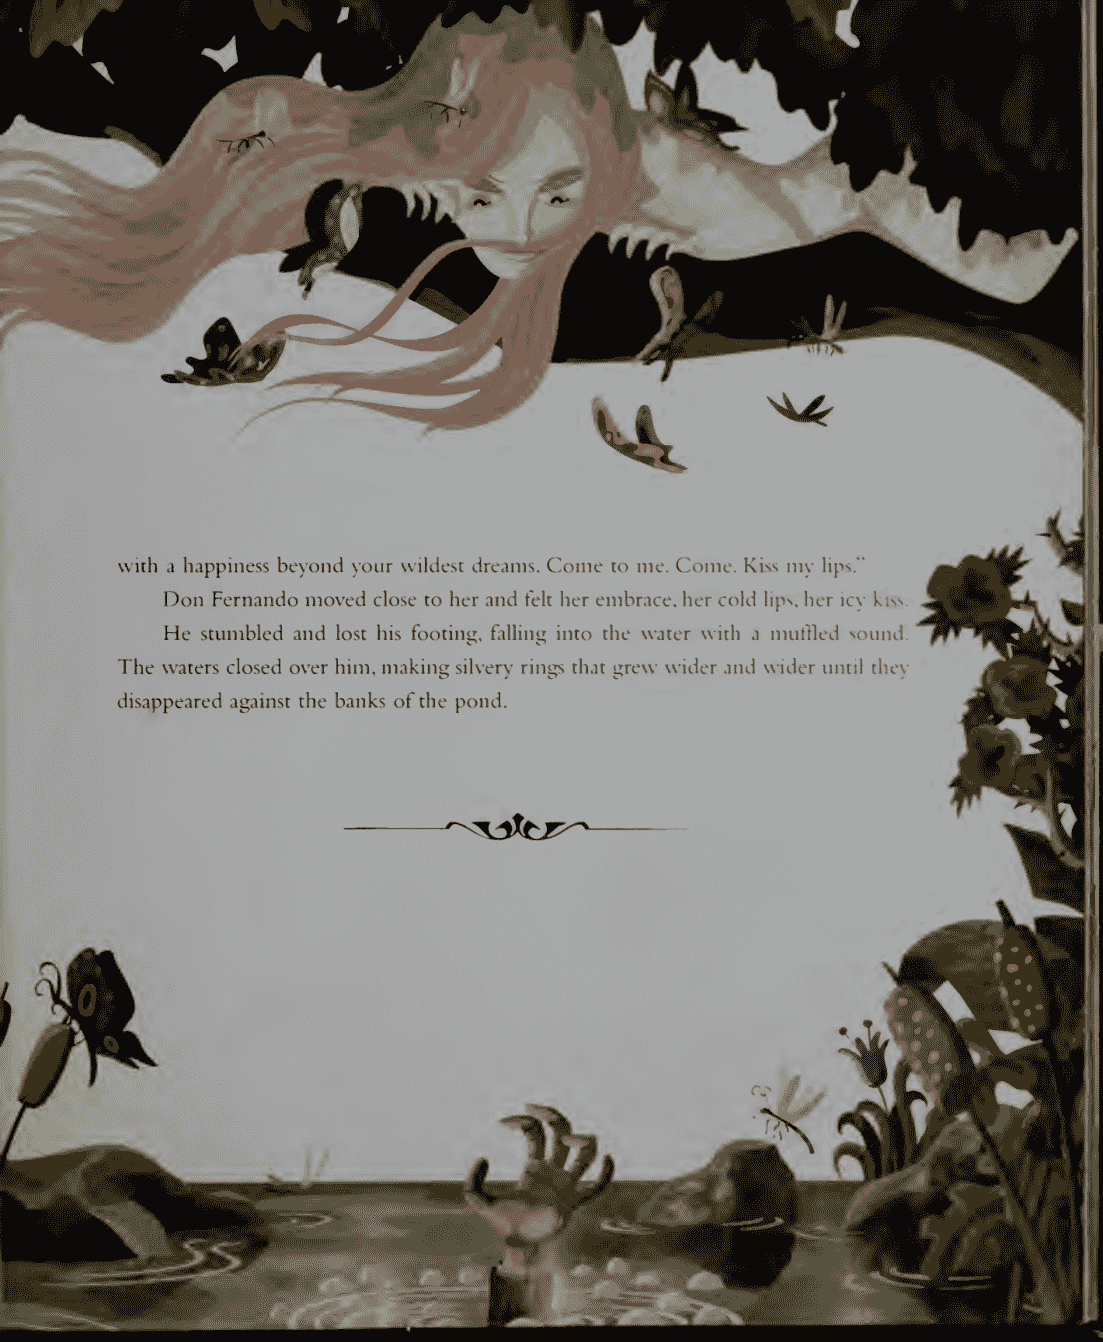 with a happiness beyond your wildest dreams. Come to me. Come. Kiss my lips.”
Don Fernando moved close to her and felt her embrace, her cold lips, her icy kiss.
He stumbled and lost his footing, falling into the water with a muffled sound.
The waters closed over him, making silvery rings that grew wider and wider until they
disappeared against the banks of the pond.